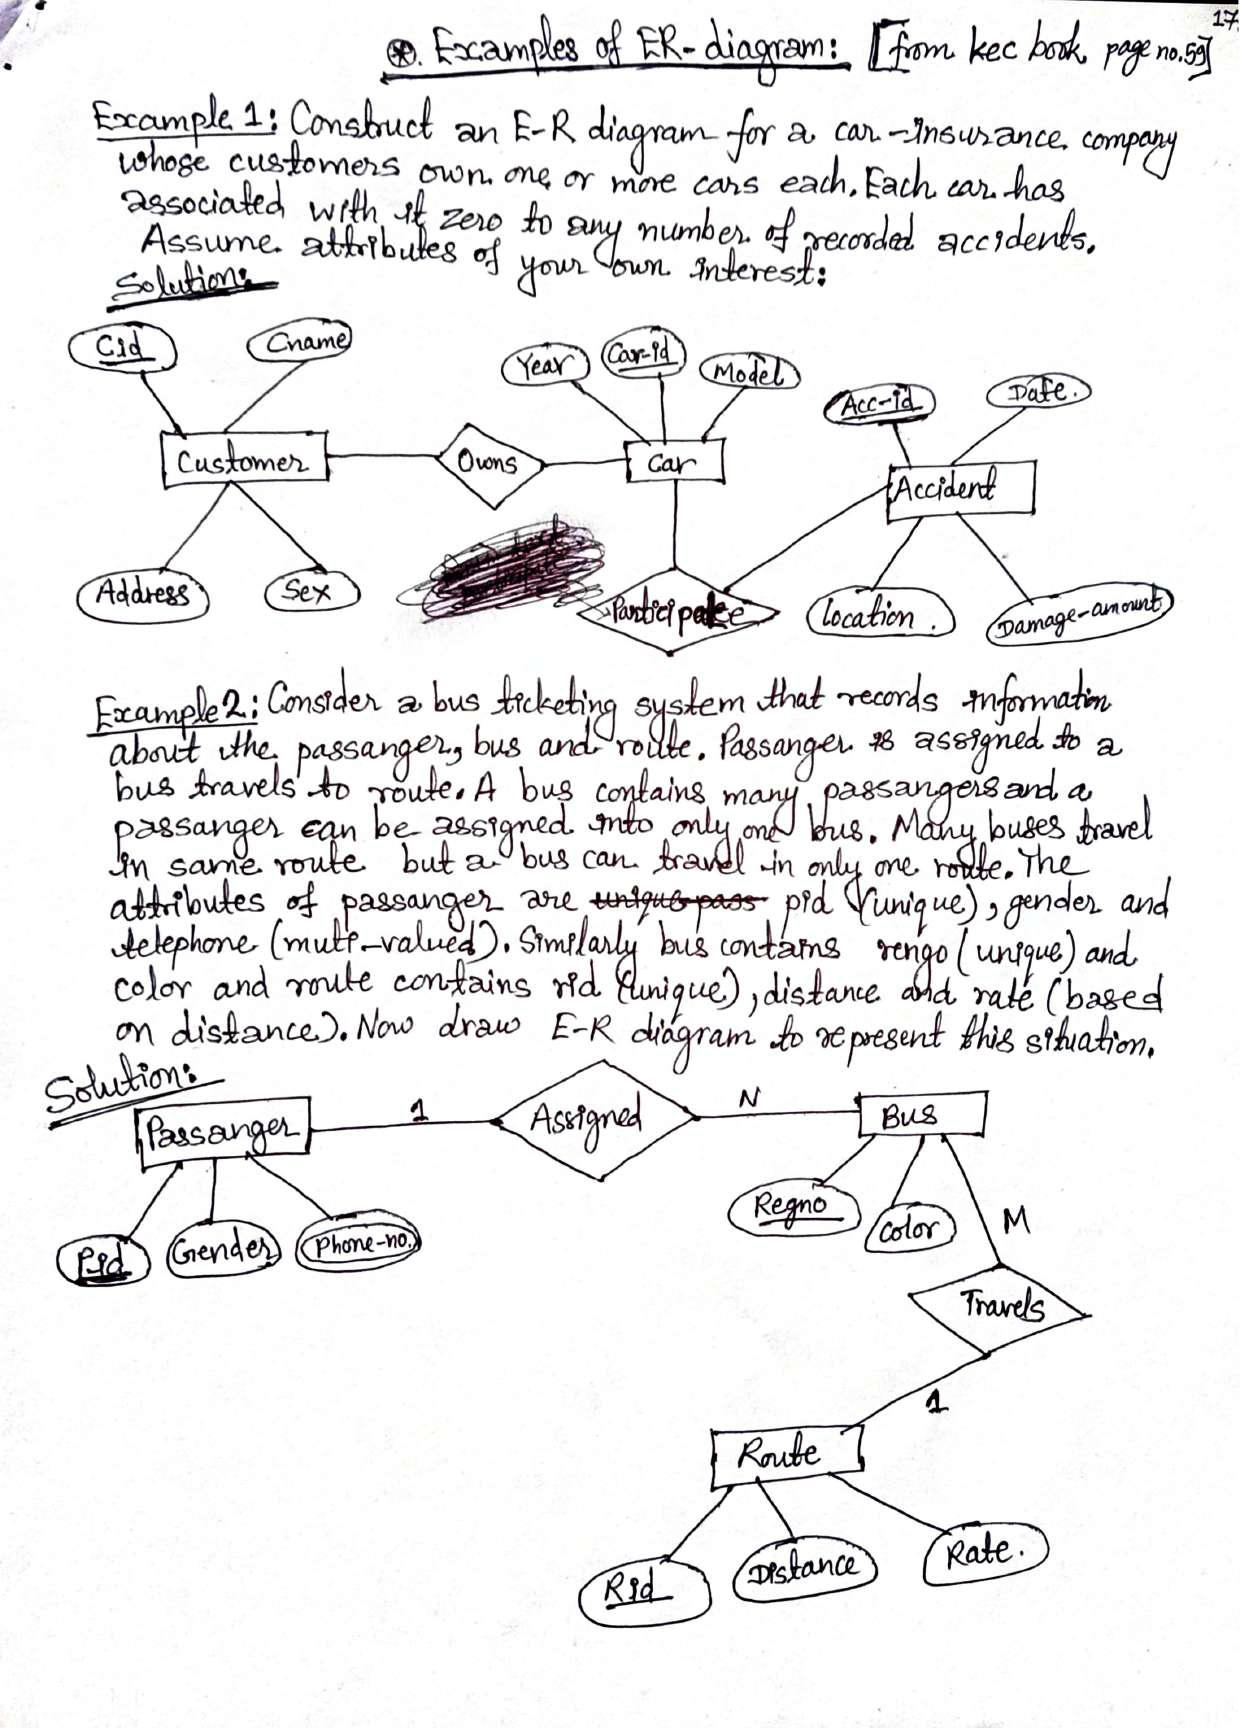 17
⊛. Examples of ER-diagram: [from kec book page no.59]
Example 1: Construct an E-R diagram for a car-insurance company
whose customers own one or more cars each. Each car has
associated with it zero to any number of recorded accidents.
Assume attributes of your own interest:
Solution:
Cid Cname Year Car-id Model Acc-id Date.
Customer Owns Car Accident
Address Sex Participate Location. Damage-amount
Example 2: Consider a bus ticketing system that records information
about the passanger, bus and route. Passanger is assigned to a
bus travels to route. A bus contains many passangers and a
passanger can be assigned into only one bus. Many buses travel
in same route but a bus can travel in only one route. The
attributes of passanger are unique pass pid (unique), gender and
telephone (muti-valued). Similarly bus contains rengo (unique) and
color and route contains rid (unique), distance and rate (based
on distance). Now draw E-R diagram to represent this situation.
Solution:
Passanger 1 Assigned N Bus
Pid Gender Phone-no. Regno Color M
Travels
1
Route
Rid Distance Rate.